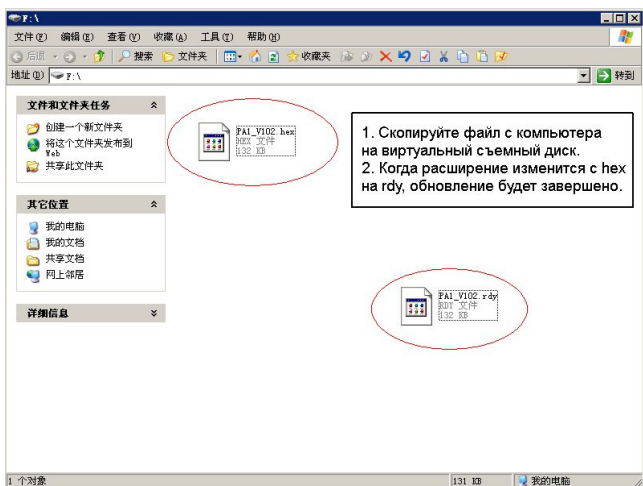 F:\
文件(F) 编辑(E) 查看(V) 收藏(A) 工具(T) 帮助(H)
后退 搜索 文件夹 收藏夹
地址(D) F:\ 转到
文件和文件夹任务
创建一个新文件夹
将这个文件夹发布到
Web
共享此文件夹
其它位置
我的电脑
我的文档
共享文档
网上邻居
详细信息
PA1_V102.hex
HEX 文件
132 KB
1. Скопируйте файл с компьютера
на виртуальный съемный диск.
2. Когда расширение изменится с hex
на rdy, обновление будет завершено.
PA1_V102.rdy
RDY 文件
132 KB
1 个对象 131 KB 我的电脑